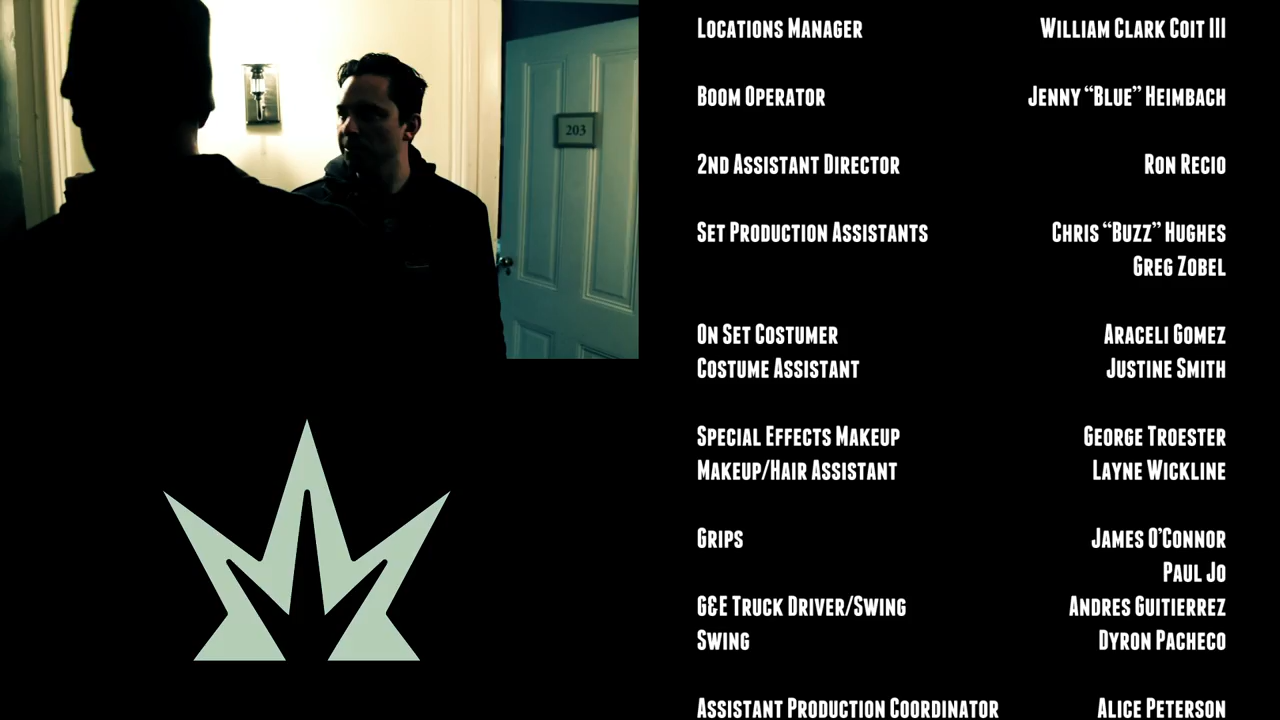 203
Locations Manager William Clark Coit III
Boom Operator Jenny “Blue” Heimbach
2nd Assistant Director Ron Recio
Set Production Assistants Chris “Buzz” Hughes
Greg Zobel
On Set Costumer Araceli Gomez
Costume Assistant Justine Smith
Special Effects Makeup George Troester
Makeup/Hair Assistant Layne Wickline
Grips James O’Connor
Paul Jo
G&E Truck Driver/Swing Andres Guitierrez
Swing Dyron Pacheco
Assistant Production Coordinator Alice Peterson